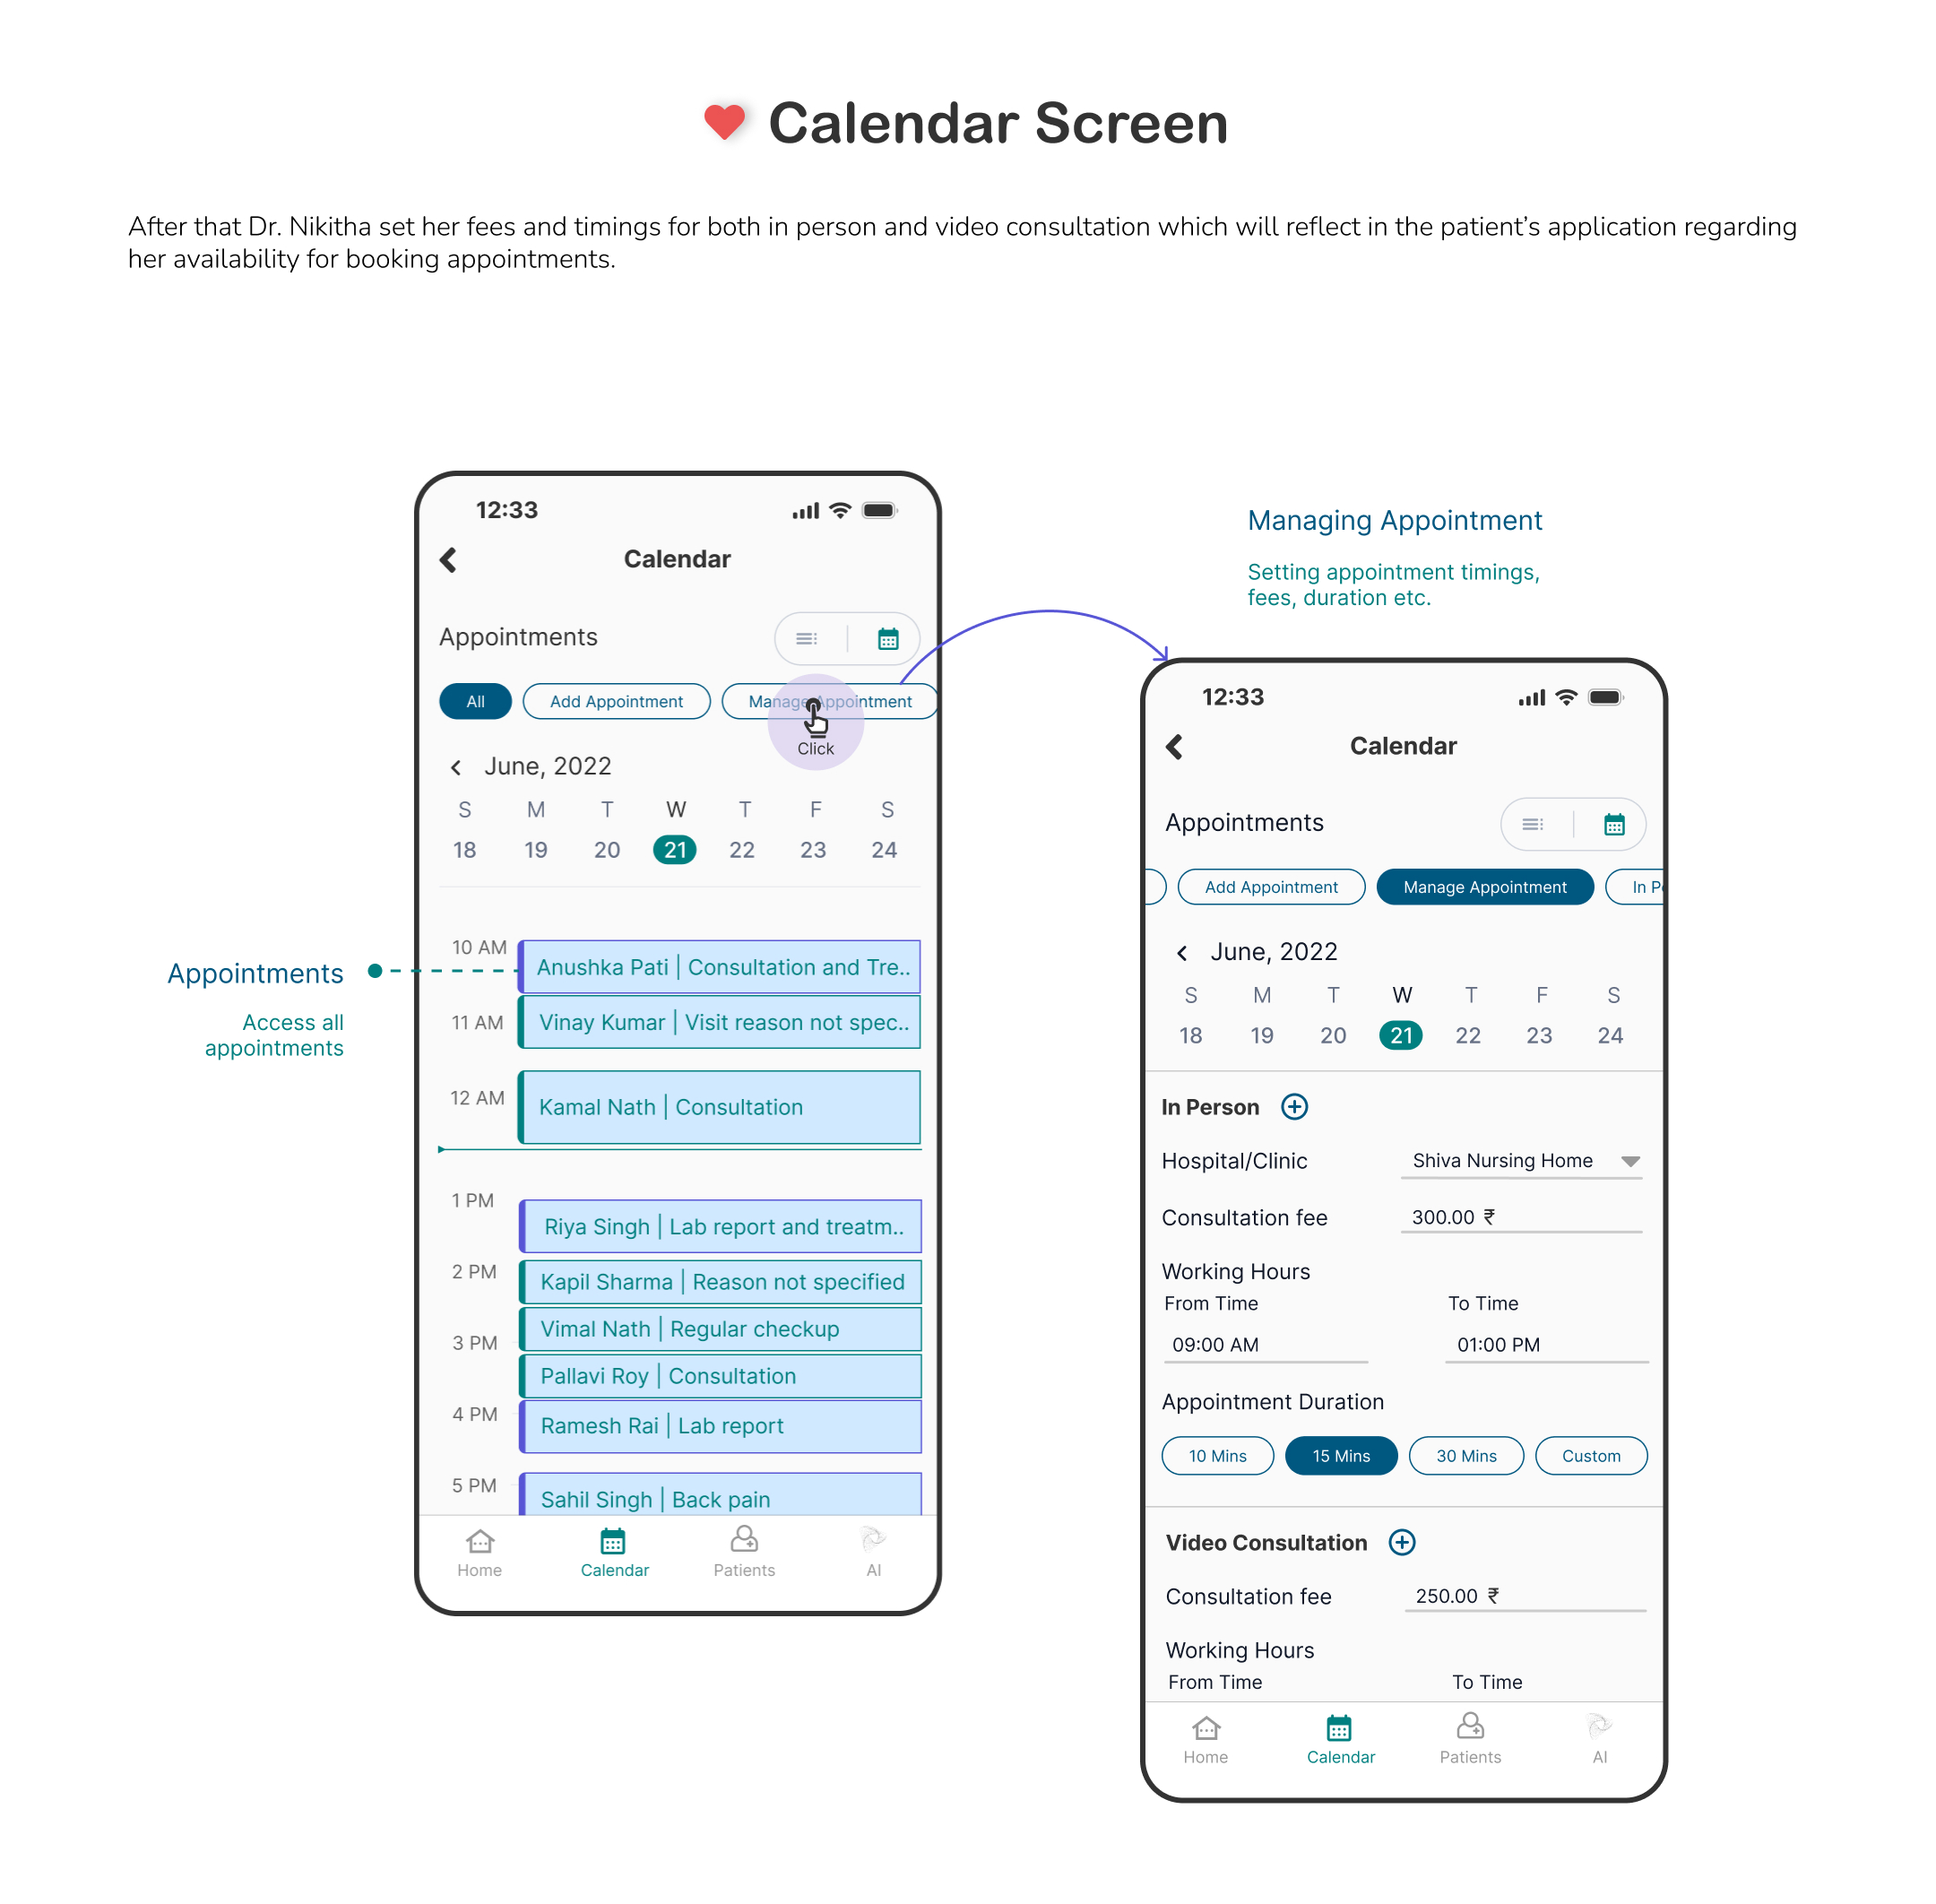 Calendar Screen
After that Dr. Nikitha set her fees and timings for both in person and video consultation which will reflect in the patient’s application regarding
her availability for booking appointments.
12:33
Calendar
Appointments
All
Add Appointment
Manage Appointment
Click
June, 2022
S M T W T F S
18 19 20 21 22 23 24
Appointments
Access all
appointments
10 AM
Anushka Pati | Consultation and Tre..
11 AM
Vinay Kumar | Visit reason not spec..
12 AM
Kamal Nath | Consultation
1 PM
Riya Singh | Lab report and treatm..
2 PM
Kapil Sharma | Reason not specified
Vimal Nath | Regular checkup
3 PM
Pallavi Roy | Consultation
4 PM
Ramesh Rai | Lab report
5 PM
Sahil Singh | Back pain
Home
Calendar
Patients
AI
Managing Appointment
Setting appointment timings,
fees, duration etc.
12:33
Calendar
Appointments
Add Appointment
Manage Appointment
In P
June, 2022
S M T W T F S
18 19 20 21 22 23 24
In Person
Hospital/Clinic
Shiva Nursing Home
Consultation fee
300.00 ₹
Working Hours
From Time
To Time
09:00 AM
01:00 PM
Appointment Duration
10 Mins
15 Mins
30 Mins
Custom
Video Consultation
Consultation fee
250.00 ₹
Working Hours
From Time
To Time
Home
Calendar
Patients
AI